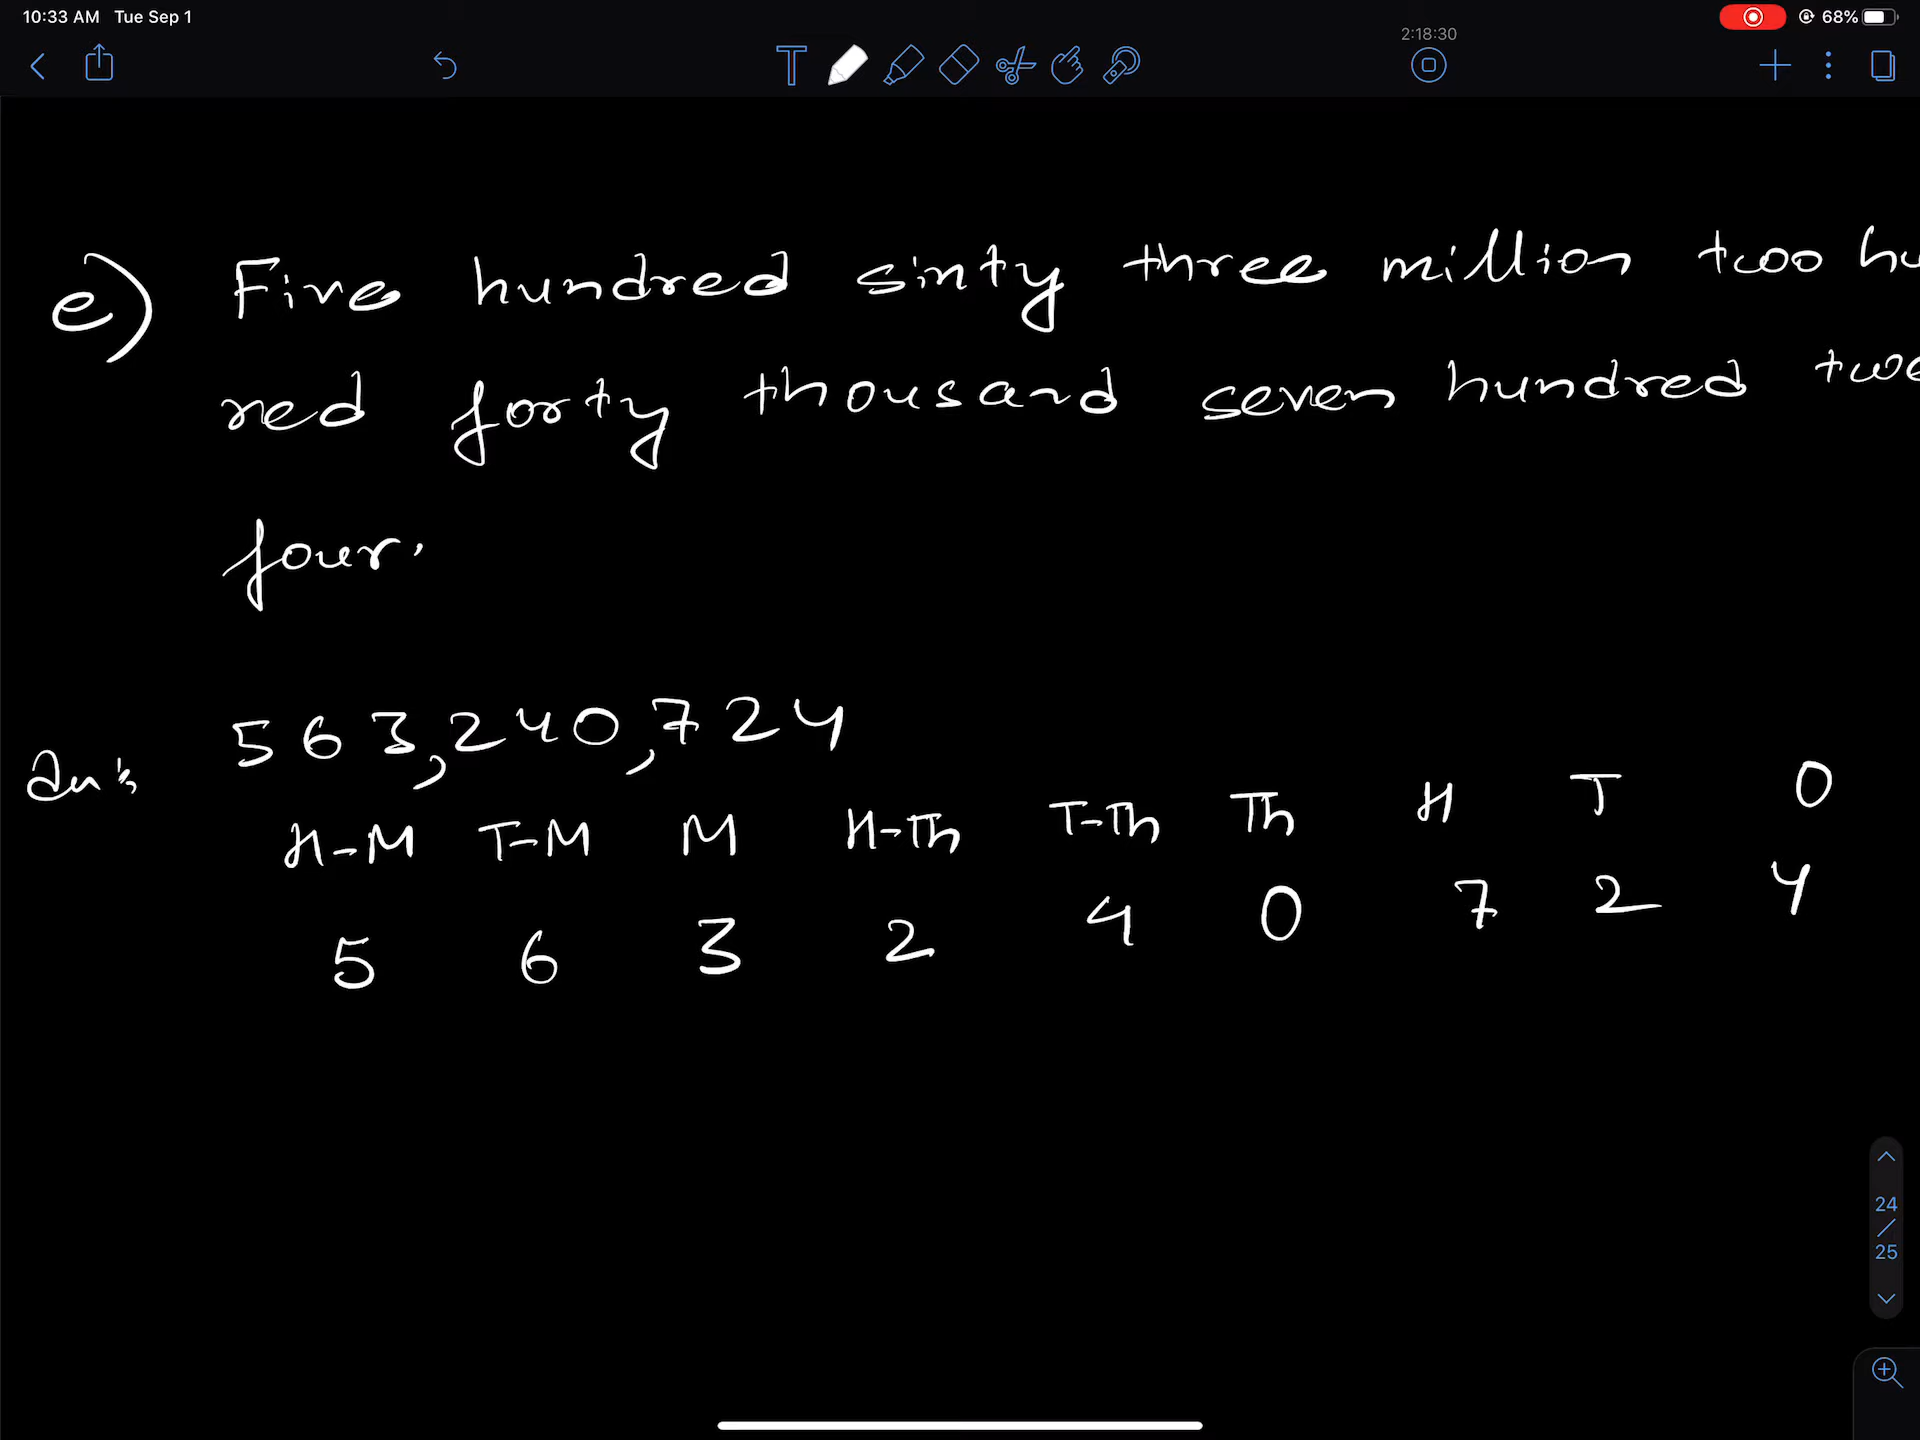 10:33 AM Tue Sep 1
68%
2:18:30
e) Five hundred sixty three million two hu
red forty thousand seven hundred twe
four.
Ans 563,240,724
H-M T-M M H-Th T-Th Th H T O
5 6 3 2 4 0 7 2 4
24
/
25